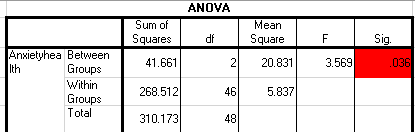 ANOVA
Sum of Squares df Mean Square F Sig.
Anxietyhealth Between Groups 41.661 2 20.831 3.569 .036
Within Groups 268.512 46 5.837
Total 310.173 48